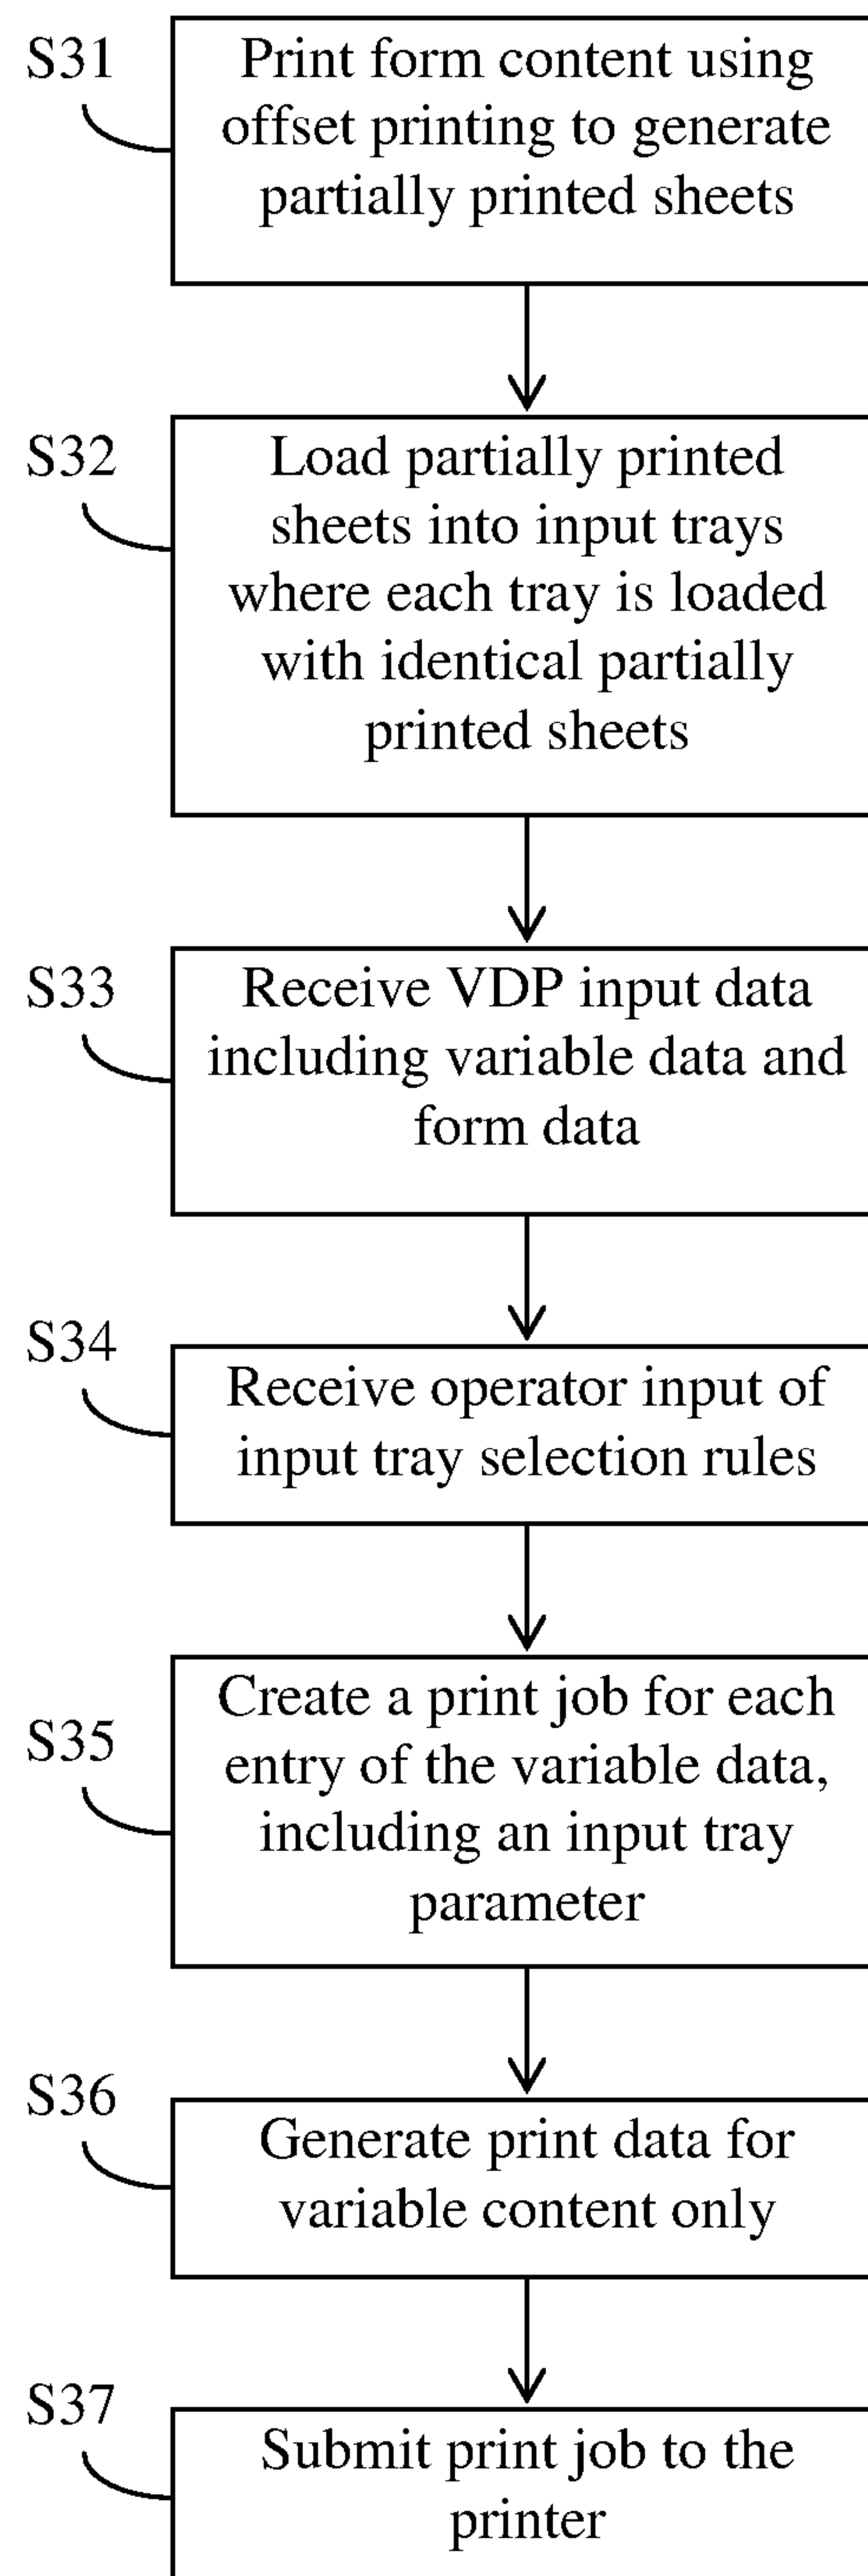 S31
Print form content using
offset printing to generate
partially printed sheets
S32
Load partially printed
sheets into input trays
where each tray is loaded
with identical partially
printed sheets
S33
Receive VDP input data
including variable data and
form data
S34
Receive operator input of
input tray selection rules
S35
Create a print job for each
entry of the variable data,
including an input tray
parameter
S36
Generate print data for
variable content only
S37
Submit print job to the
printer